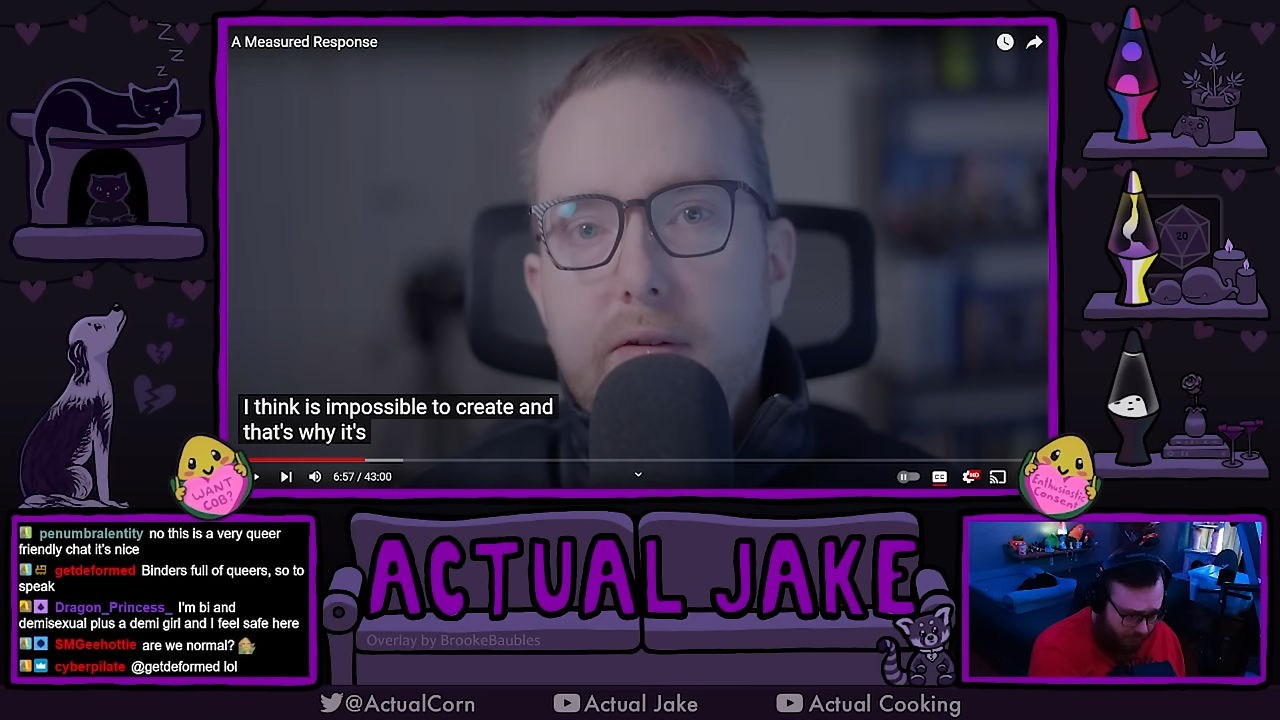 Z
Z
Z
A Measured Response
20
I think is impossible to create and
that's why it's
6:57 / 43:00
CC
HD
WANT
COB?
Enthusiastic
Consent
penumbralentity no this is a very queer
friendly chat it's nice
getdeformed Binders full of queers, so to
speak
Dragon_Princess_ I'm bi and
demisexual plus a demi girl and I feel safe here
SMGeehottie are we normal?
cyberpilate @getdeformed lol
ACTUAL JAKE
Overlay by BrookeBaubles
@ActualCorn
Actual Jake
Actual Cooking